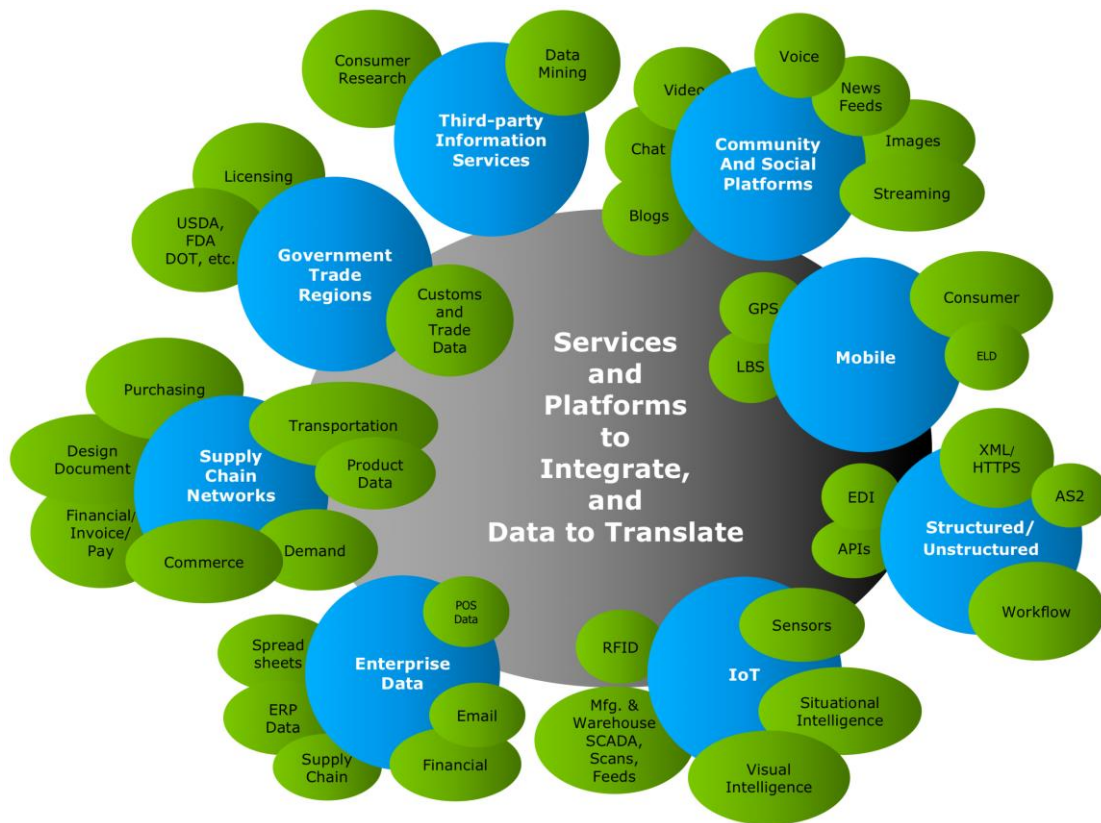 Consumer
Research
Data
Mining
Third-party
Information
Services
Voice
Video
News
Feeds
Chat
Images
Blogs
Streaming
Community
And Social
Platforms
Licensing
USDA,
FDA
DOT, etc.
Government
Trade
Regions
Customs
and
Trade
Data
GPS
LBS
Consumer
ELD
Mobile
Services
and
Platforms
to
Integrate,
and
Data to Translate
Purchasing
Transportation
Design
Document
Product
Data
Supply
Chain
Networks
Financial/
Invoice/
Pay
Commerce
Demand
XML/
HTTPS
EDI
AS2
APIs
Structured/
Unstructured
Workflow
POS
Data
Spread
sheets
Enterprise
Data
ERP
Data
Email
Supply
Chain
Financial
RFID
Sensors
IoT
Mfg. &
Warehouse
SCADA,
Scans,
Feeds
Situational
Intelligence
Visual
Intelligence